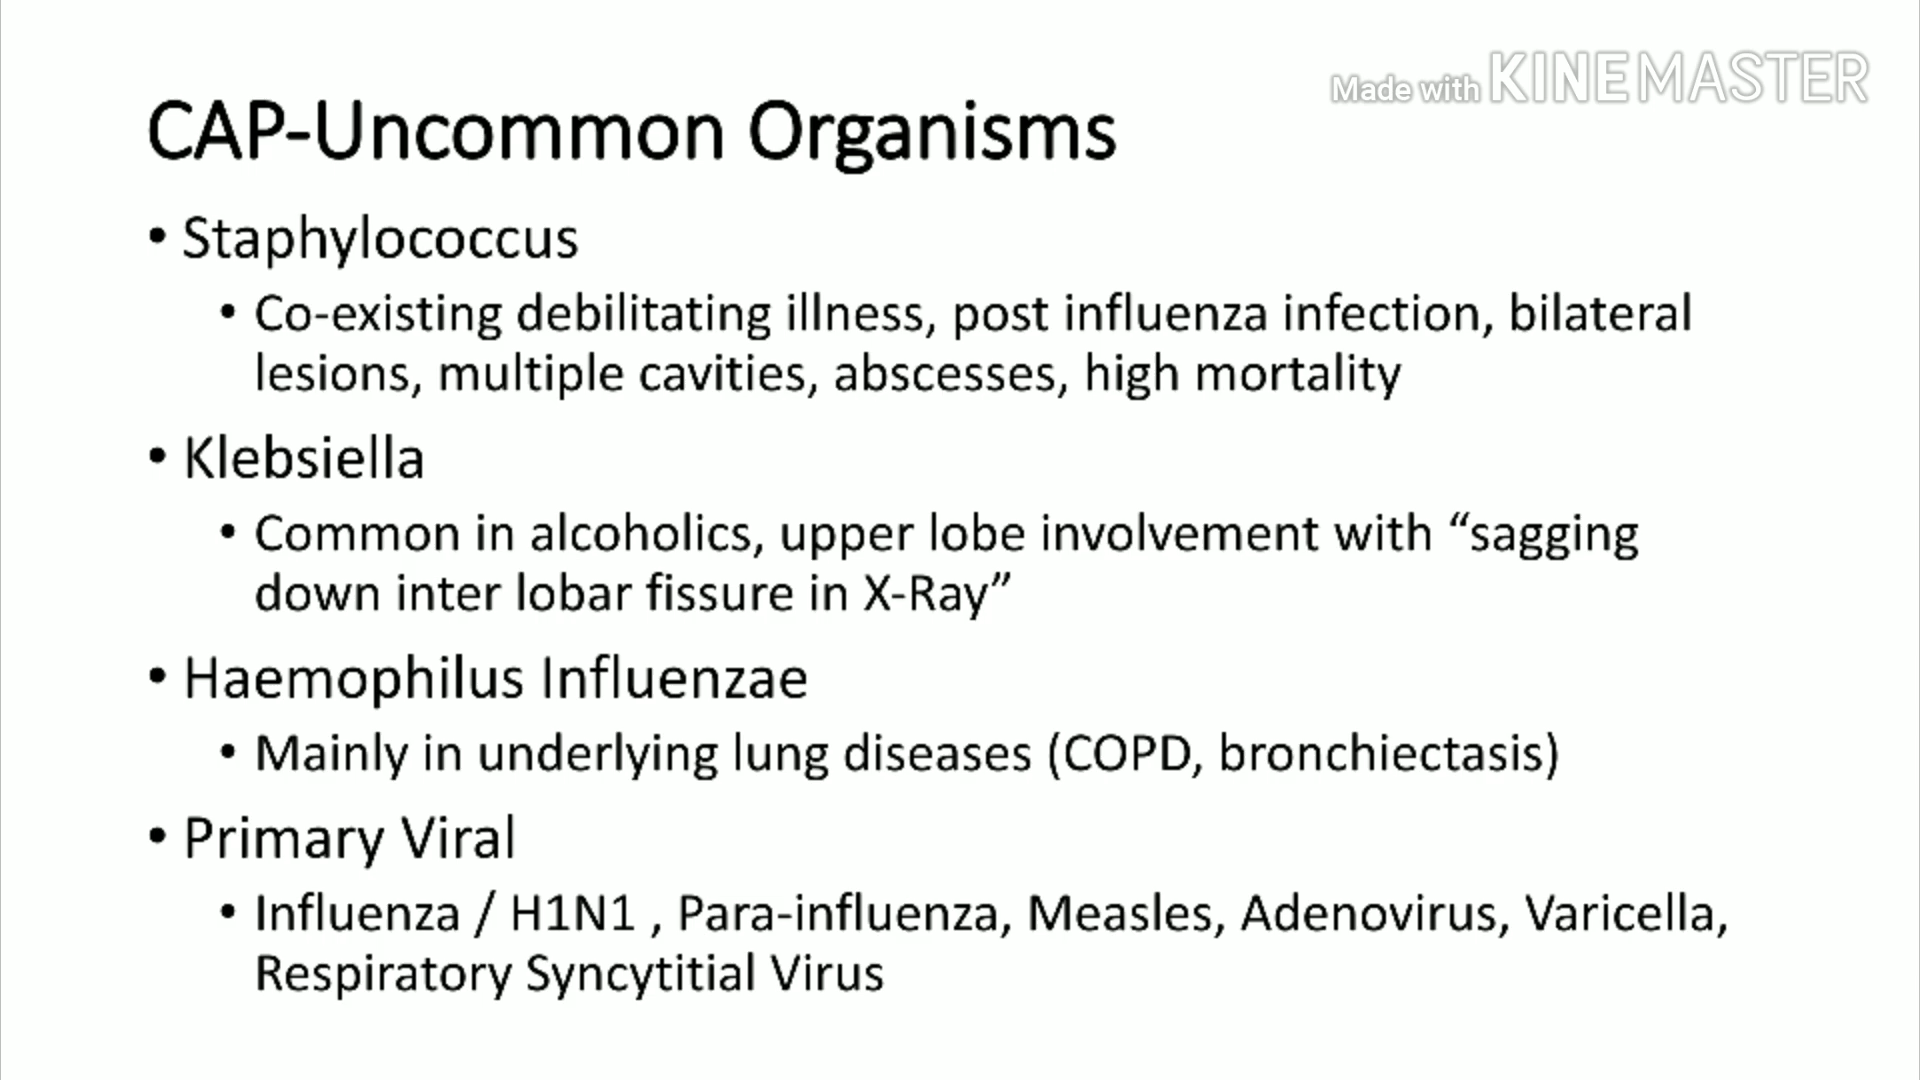 Made with KINEMASTER
CAP-Uncommon Organisms
• Staphylococcus
• Co-existing debilitating illness, post influenza infection, bilateral
lesions, multiple cavities, abscesses, high mortality
• Klebsiella
• Common in alcoholics, upper lobe involvement with “sagging
down inter lobar fissure in X-Ray”
• Haemophilus Influenzae
• Mainly in underlying lung diseases (COPD, bronchiectasis)
• Primary Viral
• Influenza / H1N1 , Para-influenza, Measles, Adenovirus, Varicella,
Respiratory Syncytitial Virus